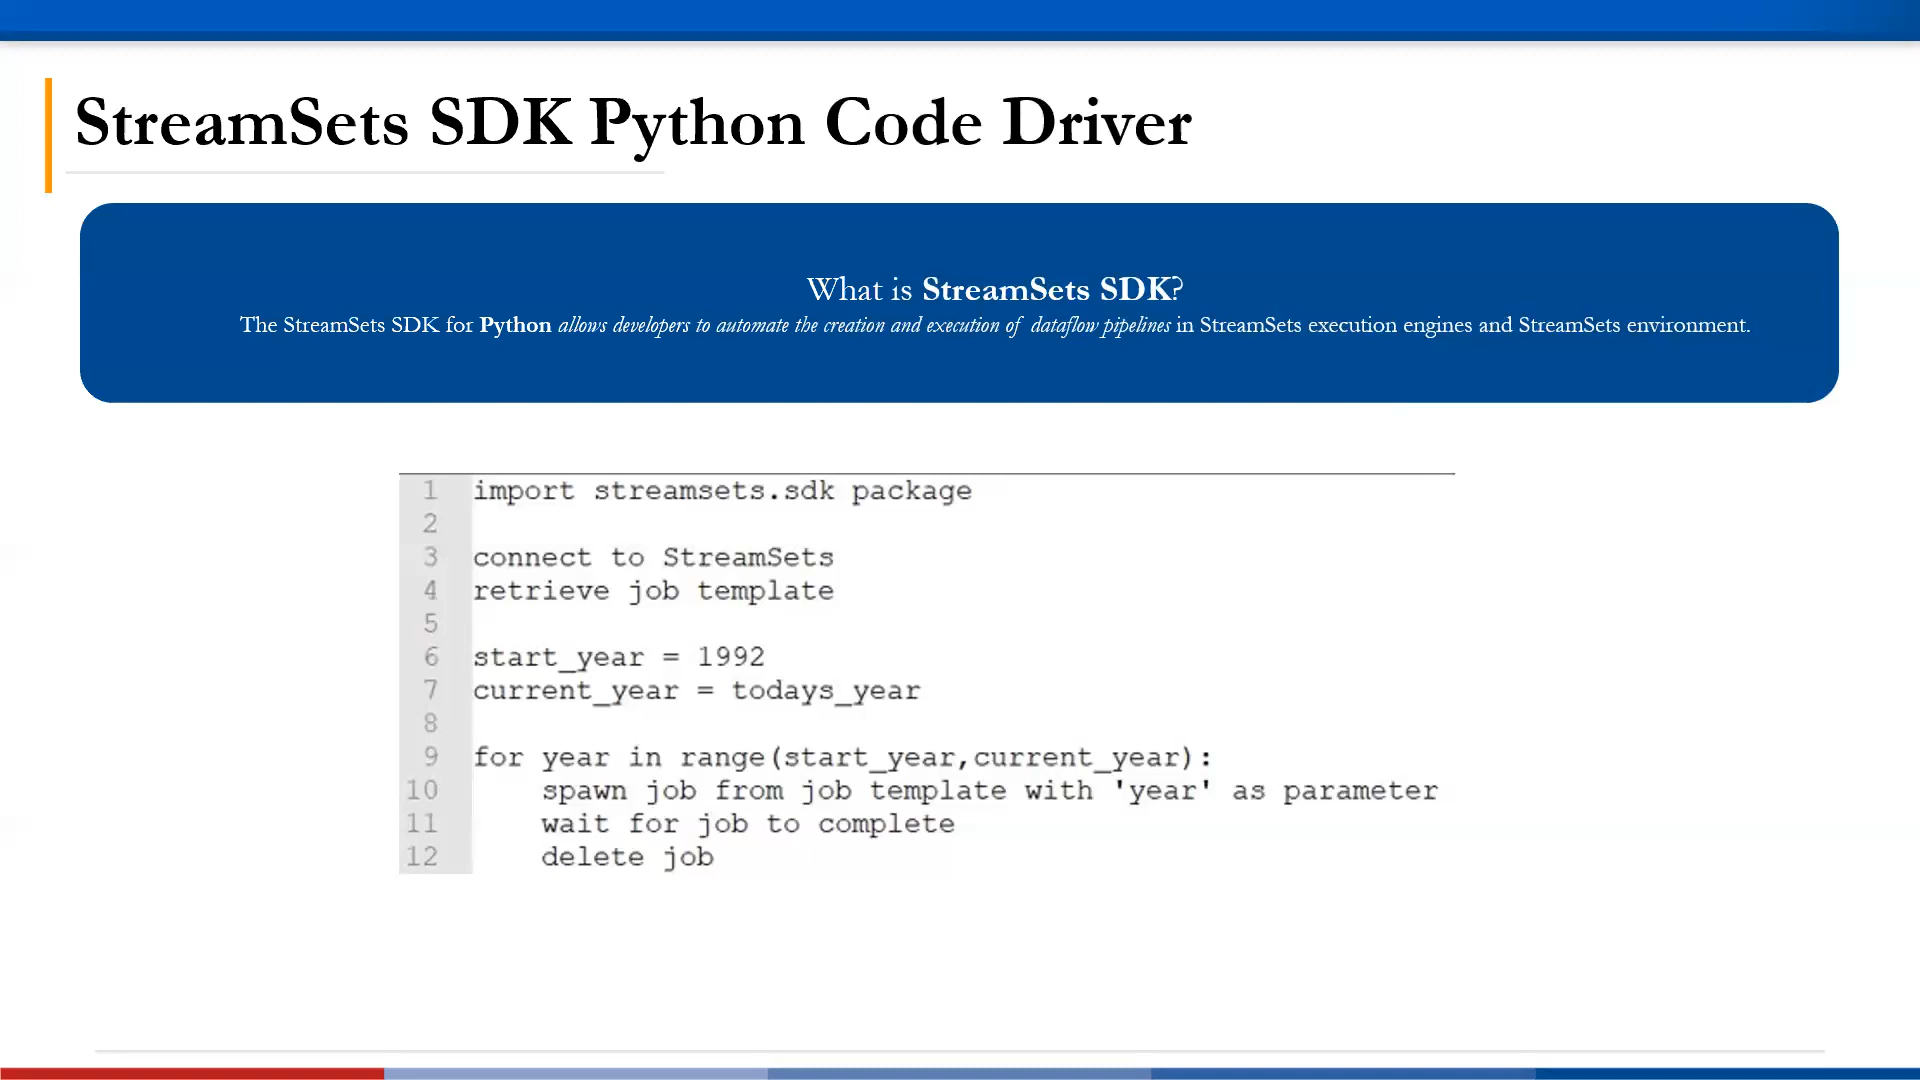 StreamSets SDK Python Code Driver
What is StreamSets SDK?
The StreamSets SDK for Python allows developers to automate the creation and execution of dataflow pipelines in StreamSets execution engines and StreamSets environment.
1 import streamsets.sdk package
2
3 connect to StreamSets
4 retrieve job template
5
6 start_year = 1992
7 current_year = todays_year
8
9 for year in range(start_year,current_year):
10 spawn job from job template with 'year' as parameter
11 wait for job to complete
12 delete job